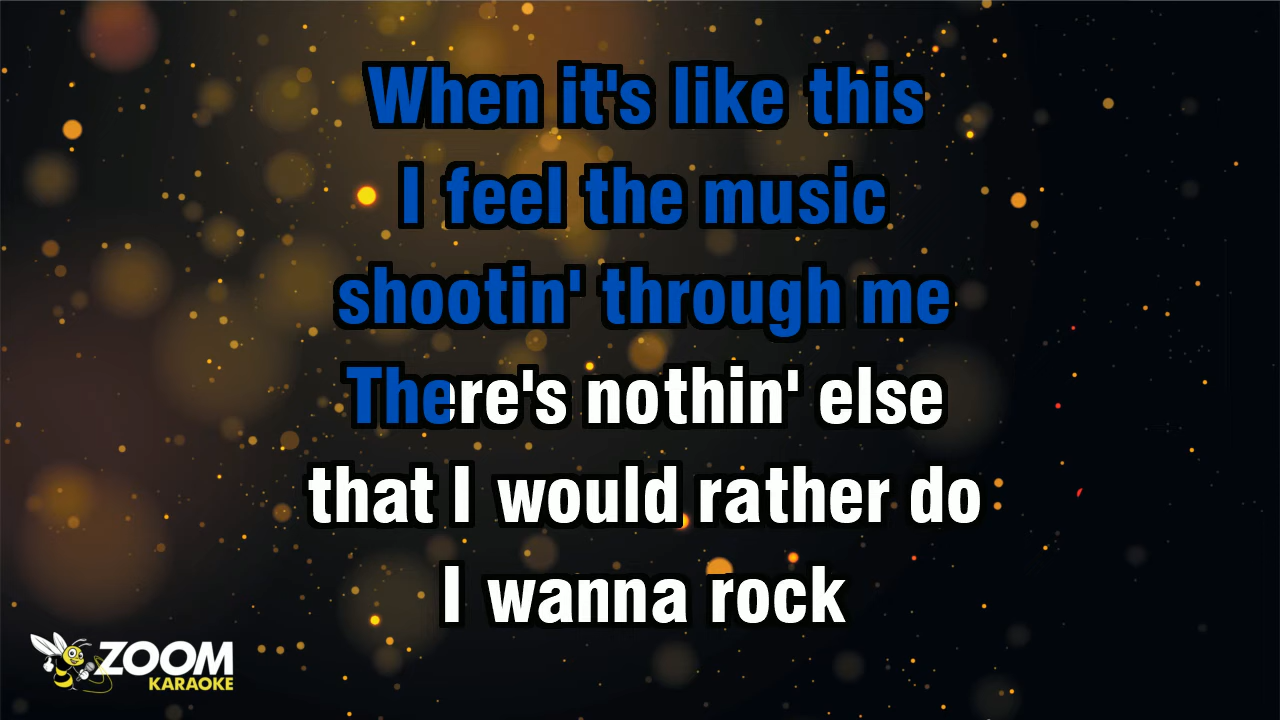 When it's like this
I feel the music
shootin' through me
There's nothin' else
that I would rather do
I wanna rock
ZOOM
KARAOKE